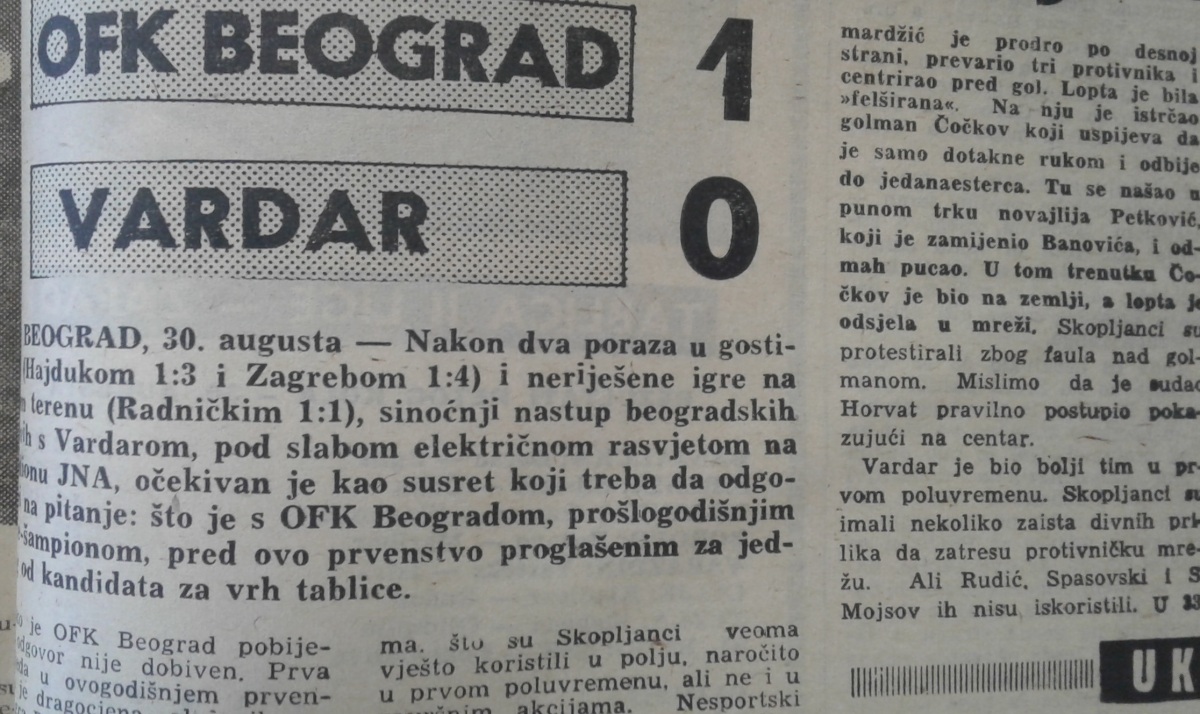 OFK BEOGRAD 1
VARDAR 0
BEOGRAD, 30. augusta — Nakon dva poraza u gosti-
(Hajdukom 1:3 i Zagrebom 1:4) i neriješene igre na
terenu (Radničkim 1:1), sinoćnji nastup beogradskih
s Vardarom, pod slabom električnom rasvjetom na
JNA, očekivan je kao susret koji treba da odgo-
na pitanje: što je s OFK Beogradom, prošlogodišnjim
-šampionom, pred ovo prvenstvo proglašenim za jed-
od kandidata za vrh tablice.
je OFK Beograd pobije-
nije dobiven. Prva
u ovogodišnjem prven-
je dragocjena
ma, što su Skopljanci veoma
vješto koristili u polju, naročito
u prvom poluvremenu, ali ne i u
akcijama. Nesportski
mardžić je prodro po desnoj
strani, prevario tri protivnika i
centrirao pred gol. Lopta je bila
»felširana«. Na nju je istrčao
golman Čočkov koji uspijeva da
je samo dotakne rukom i odbije
do jedanaesterca. Tu se našao u
punom trku novajlija Petković,
koji je zamijenio Banovića, i od-
mah pucao. U tom trenutku Čo-
čkov je bio na zemlji, a lopta je
odsjela u mreži. Skopljanci su
protestirali zbog faula nad gol-
manom. Mislimo da je sudac
Horvat pravilno postupio poka-
zujući na centar.
Vardar je bio bolji tim u pr-
vom poluvremenu. Skopljanci su
imali nekoliko zaista divnih pri-
lika da zatresu protivničku mre-
žu. Ali Rudić, Spasovski i S
Mojsov ih nisu iskoristili. U
UK